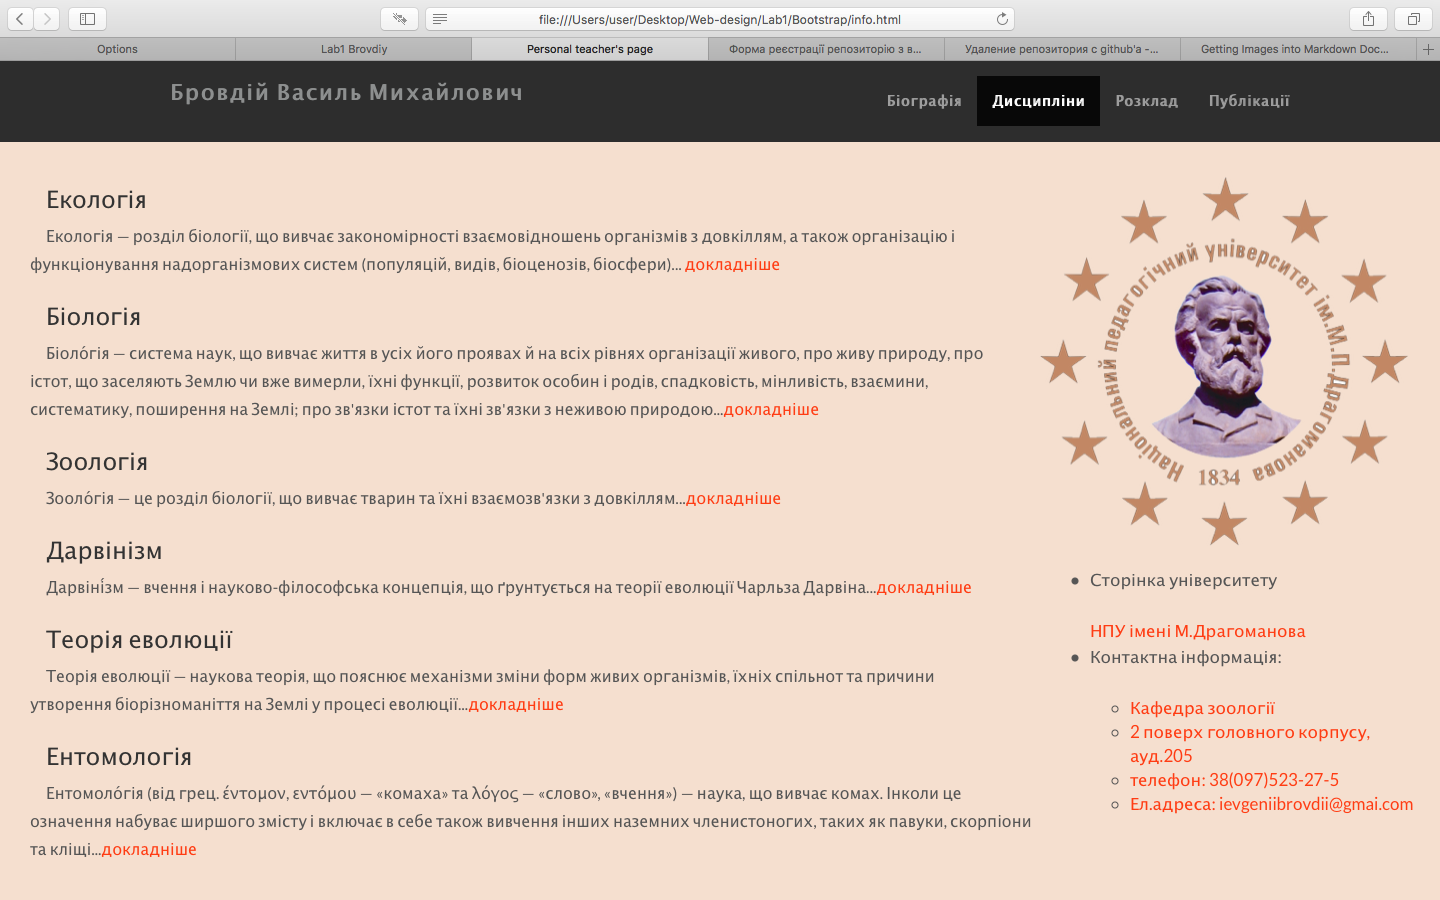 file:///Users/user/Desktop/Web-design/Lab1/Bootstrap/info.html
Options
Lab1 Brovdiy
Personal teacher's page
Форма реєстрації репозиторію з в...
Удаление репозитория с github'а -...
Getting Images into Markdown Doc...
Бровдій Василь Михайлович
Біографія
Дисципліни
Розклад
Публікації
Екологія
Екологія — розділ біології, що вивчає закономірності взаємовідношень організмів з довкіллям, а також організацію і
функціонування надорганізмових систем (популяцій, видів, біоценозів, біосфери)... докладніше
Біологія
Біоло́гія — система наук, що вивчає життя в усіх його проявах й на всіх рівнях організації живого, про живу природу, про
істот, що заселяють Землю чи вже вимерли, їхні функції, розвиток особин і родів, спадковість, мінливість, взаємини,
систематику, поширення на Землі; про зв'язки істот та їхні зв'язки з неживою природою...докладніше
Зоологія
Зооло́гія — це розділ біології, що вивчає тварин та їхні взаємозв'язки з довкіллям...докладніше
Дарвінізм
Дарвіні́зм — вчення і науково-філософська концепція, що ґрунтується на теорії еволюції Чарльза Дарвіна...докладніше
Теорія еволюції
Теорія еволюції — наукова теорія, що пояснює механізми зміни форм живих організмів, їхніх спільнот та причини
утворення біорізноманіття на Землі у процесі еволюції...докладніше
Ентомологія
Ентомоло́гія (від грец. έντομον, εντόμου — «комаха» та λόγος — «слово», «вчення») — наука, що вивчає комах. Інколи це
означення набуває ширшого змісту і включає в себе також вивчення інших наземних членистоногих, таких як павуки, скорпіони
та кліщі...докладніше
Національний педагогічний університет ім.М.П.Драгоманова
1834
Сторінка університету
НПУ імені М.Драгоманова
Контактна інформація:
Кафедра зоології
2 поверх головного корпусу,
ауд.205
телефон: 38(097)523-27-5
Ел.адреса: ievgeniibrovdii@gmai.com